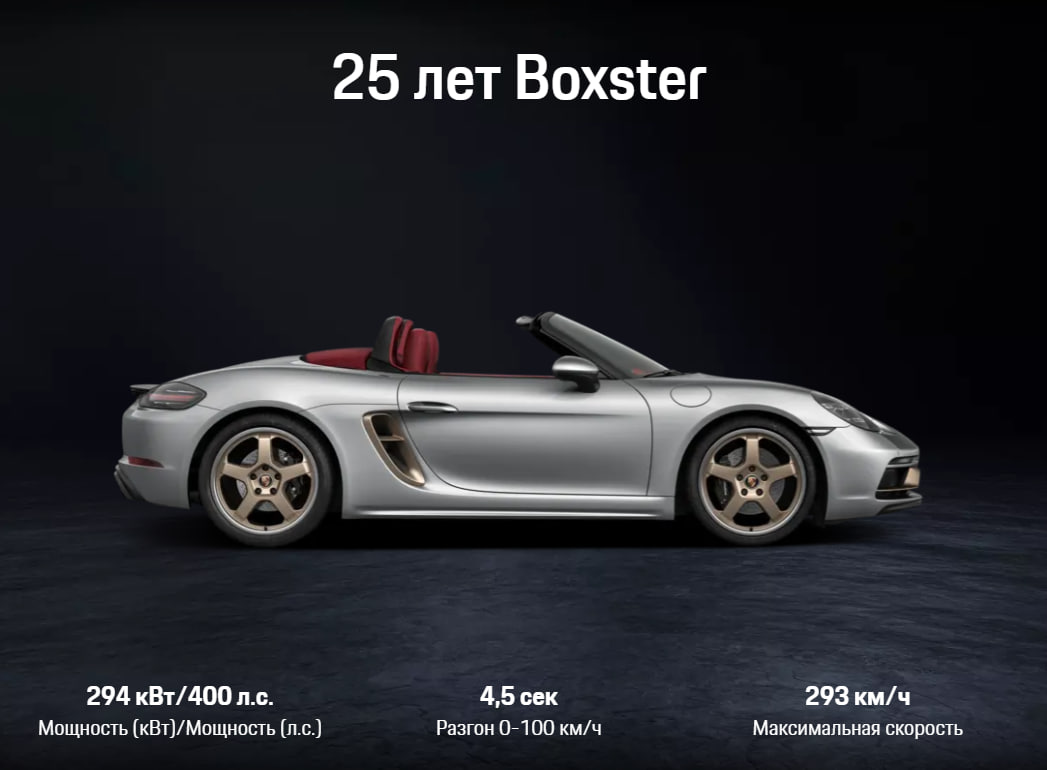 25 лет Boxster
294 кВт/400 л.с.
Мощность (кВт)/Мощность (л.с.)
4,5 сек
Разгон 0-100 км/ч
293 км/ч
Максимальная скорость